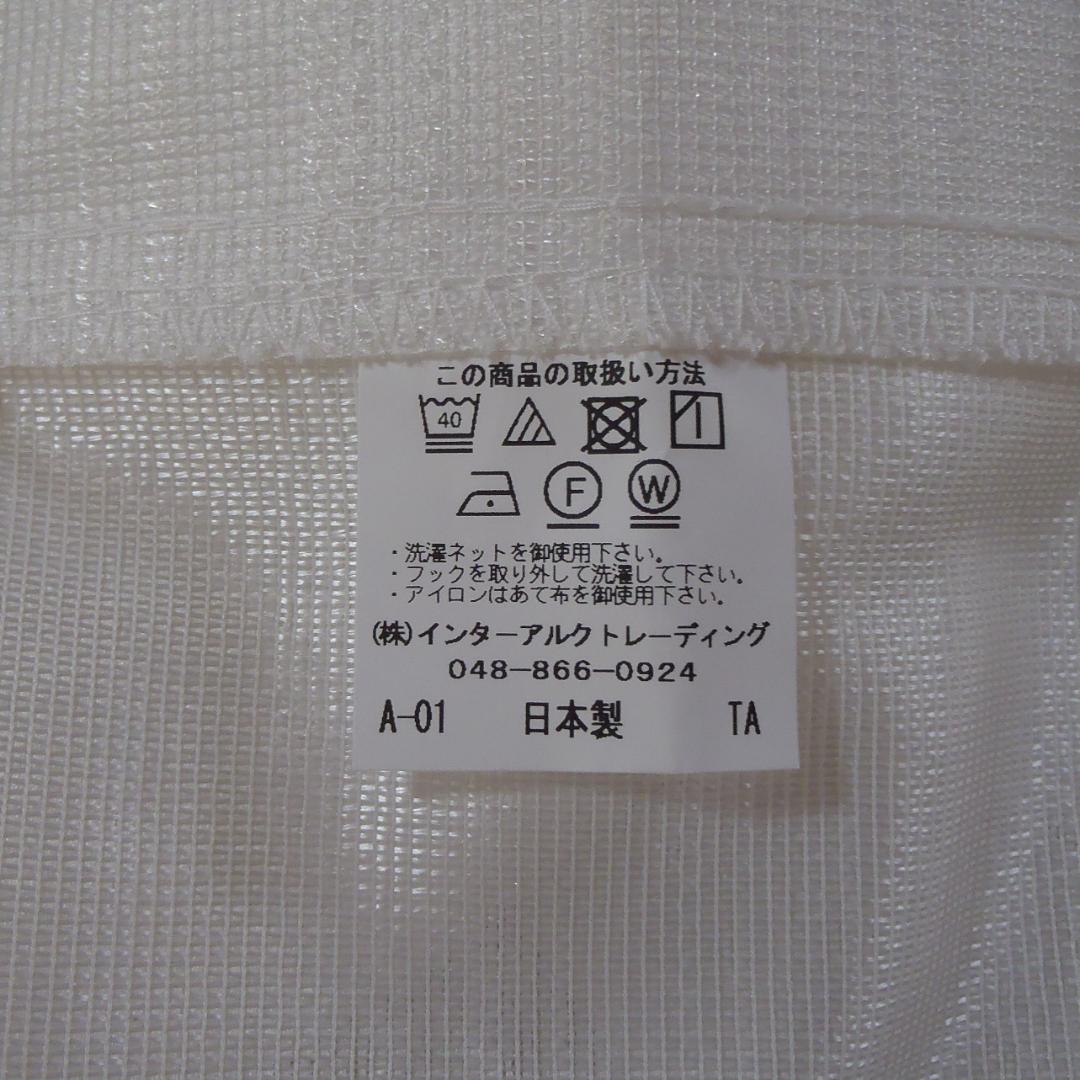 この商品の取扱い方法
40
F W
・洗濯ネットを御使用下さい。
・フックを取り外して洗濯して下さい。
・アイロンはあて布を御使用下さい。
(株)インターアルクトレーディング
048-866-0924
A-01 日本製 TA